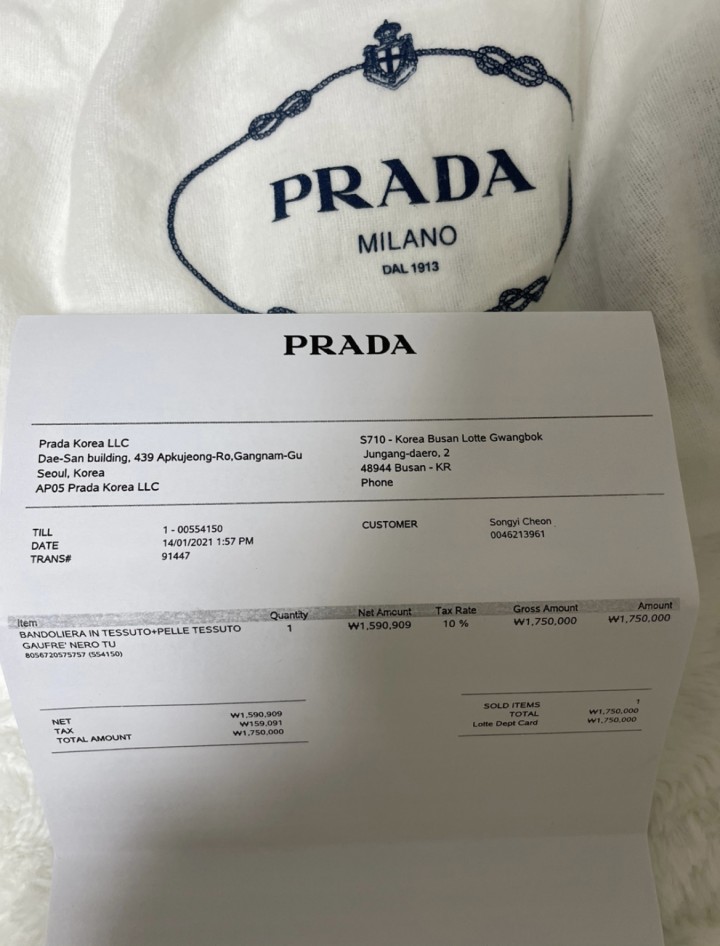 PRADA
MILANO
DAL 1913
PRADA
Prada Korea LLC
Dae-San building, 439 Apkujeong-Ro,Gangnam-Gu
Seoul, Korea
AP05 Prada Korea LLC
S710 - Korea Busan Lotte Gwangbok
Jungang-daero, 2
48944 Busan - KR
Phone
TILL 1 - 00554150
DATE 14/01/2021 1:57 PM
TRANS# 91447
CUSTOMER Songyi Cheon
0046213961
Item Quantity Net Amount Tax Rate Gross Amount Amount
BANDOLIERA IN TESSUTO+PELLE TESSUTO 1 ₩1,590,909 10 % ₩1,750,000 ₩1,750,000
GAUFRE' NERO TU
8056720575757 (554150)
NET ₩1,590,909
TAX ₩159,091
TOTAL AMOUNT ₩1,750,000
SOLD ITEMS 1
TOTAL ₩1,750,000
Lotte Dept Card ₩1,750,000